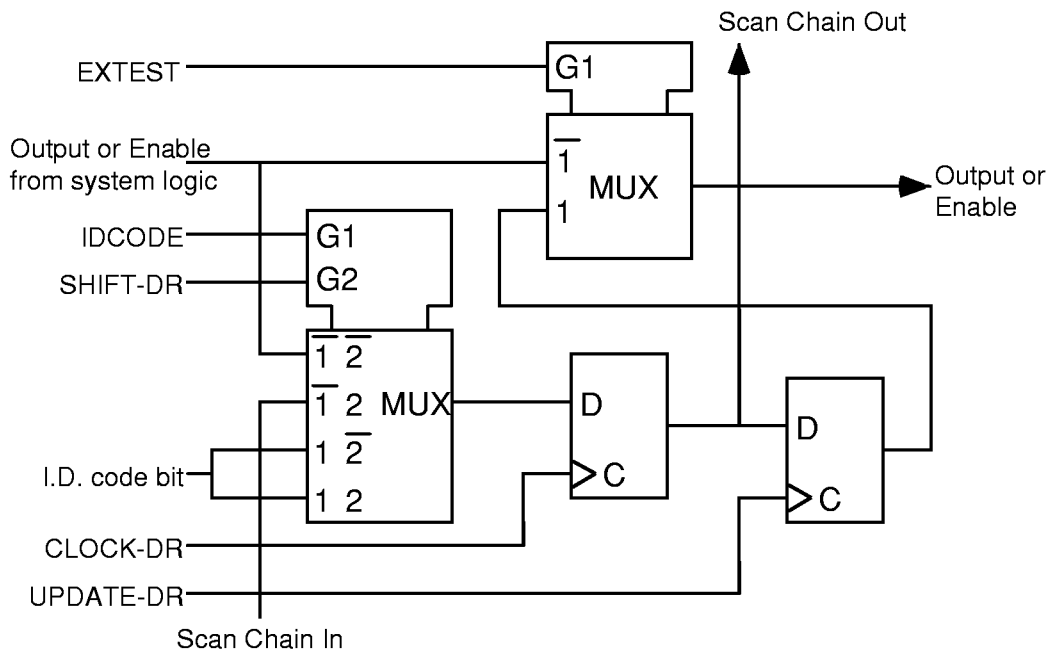 Scan Chain Out
EXTEST
G1
Output or Enable
from system logic
1
MUX
1
Output or
Enable
IDCODE
G1
SHIFT-DR
G2
1 2
1 2 MUX
1 2
1 2
D
C
D
C
I.D. code bit
CLOCK-DR
UPDATE-DR
Scan Chain In